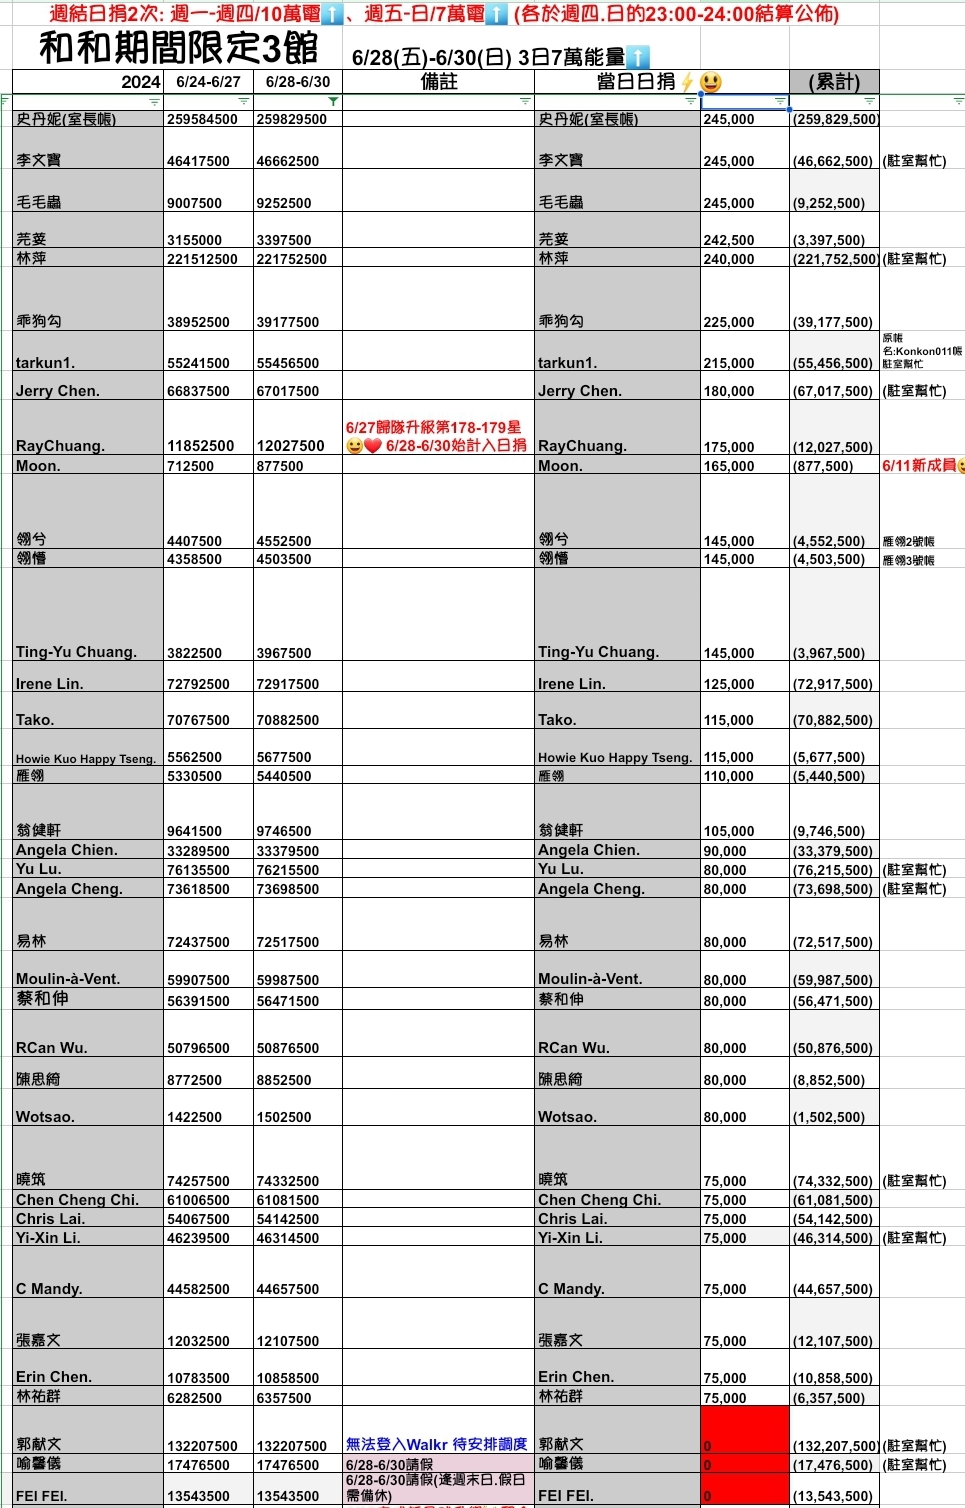 週結日捐2次: 週一-週四/10萬電⬆️、週五-日/7萬電⬆️ (各於週四.日的23:00-24:00結算公佈)
和和期間限定3館 6/28(五)-6/30(日) 3日7萬能量⬆️
2024 6/24-6/27 6/28-6/30 備註 當日日捐⚡😃 (累計)
史丹妮(室長帳) 259584500 259829500 史丹妮(室長帳) 245,000 (259,829,500)
李文寶 46417500 46662500 李文寶 245,000 (46,662,500) (駐室幫忙)
毛毛蟲 9007500 9252500 毛毛蟲 245,000 (9,252,500)
芫荽 3155000 3397500 芫荽 242,500 (3,397,500)
林萍 221512500 221752500 林萍 240,000 (221,752,500) (駐室幫忙)
乖狗勾 38952500 39177500 乖狗勾 225,000 (39,177,500)
原帳
名:Konkon011帳
tarkun1. 55241500 55456500 tarkun1. 215,000 (55,456,500) 駐室幫忙
Jerry Chen. 66837500 67017500 Jerry Chen. 180,000 (67,017,500) (駐室幫忙)
6/27歸隊升級第178-179星
RayChuang. 11852500 12027500 😀❤️ 6/28-6/30始計入日捐 RayChuang. 175,000 (12,027,500)
Moon. 712500 877500 Moon. 165,000 (877,500) 6/11新成員
翎兮 4407500 4552500 翎兮 145,000 (4,552,500) 雁翎2號帳
翎懵 4358500 4503500 翎懵 145,000 (4,503,500) 雁翎3號帳
Ting-Yu Chuang. 3822500 3967500 Ting-Yu Chuang. 145,000 (3,967,500)
Irene Lin. 72792500 72917500 Irene Lin. 125,000 (72,917,500)
Tako. 70767500 70882500 Tako. 115,000 (70,882,500)
Howie Kuo Happy Tseng. 5562500 5677500 Howie Kuo Happy Tseng. 115,000 (5,677,500)
雁翎 5330500 5440500 雁翎 110,000 (5,440,500)
翁健軒 9641500 9746500 翁健軒 105,000 (9,746,500)
Angela Chien. 33289500 33379500 Angela Chien. 90,000 (33,379,500)
Yu Lu. 76135500 76215500 Yu Lu. 80,000 (76,215,500) (駐室幫忙)
Angela Cheng. 73618500 73698500 Angela Cheng. 80,000 (73,698,500) (駐室幫忙)
易林 72437500 72517500 易林 80,000 (72,517,500)
Moulin-à-Vent. 59907500 59987500 Moulin-à-Vent. 80,000 (59,987,500)
蔡和伸 56391500 56471500 蔡和伸 80,000 (56,471,500)
RCan Wu. 50796500 50876500 RCan Wu. 80,000 (50,876,500)
陳思綺 8772500 8852500 陳思綺 80,000 (8,852,500)
Wotsao. 1422500 1502500 Wotsao. 80,000 (1,502,500)
曉筑 74257500 74332500 曉筑 75,000 (74,332,500) (駐室幫忙)
Chen Cheng Chi. 61006500 61081500 Chen Cheng Chi. 75,000 (61,081,500)
Chris Lai. 54067500 54142500 Chris Lai. 75,000 (54,142,500)
Yi-Xin Li. 46239500 46314500 Yi-Xin Li. 75,000 (46,314,500) (駐室幫忙)
C Mandy. 44582500 44657500 C Mandy. 75,000 (44,657,500)
張嘉文 12032500 12107500 張嘉文 75,000 (12,107,500)
Erin Chen. 10783500 10858500 Erin Chen. 75,000 (10,858,500)
林祐群 6282500 6357500 林祐群 75,000 (6,357,500)
郭献文 132207500 132207500 無法登入Walkr 待安排調度 郭献文 0 (132,207,500) (駐室幫忙)
喻馨儀 17476500 17476500 6/28-6/30請假 喻馨儀 0 (17,476,500) (駐室幫忙)
6/28-6/30請假(逢週末日.假日
FEI FEI. 13543500 13543500 需備休) FEI FEI. 0 (13,543,500)